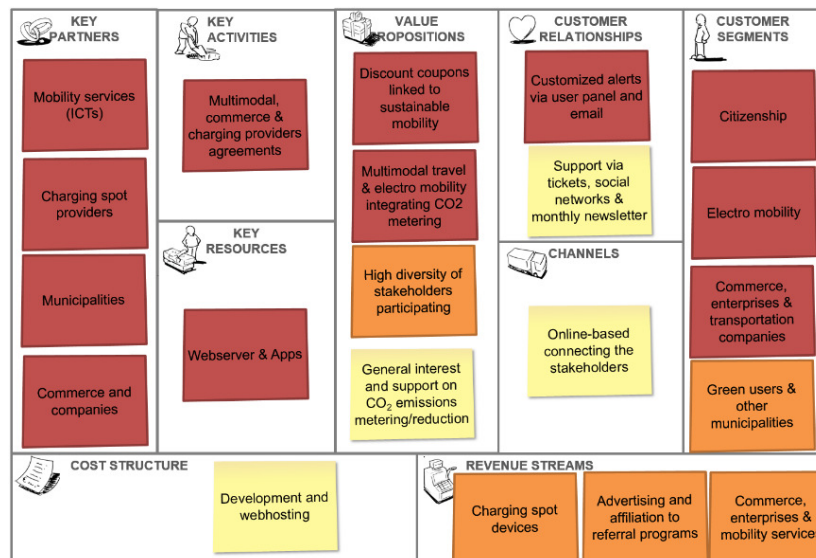 KEY
PARTNERS
Mobility services
(ICTs)
Charging spot
providers
Municipalities
Commerce and
companies
KEY
ACTIVITIES
Multimodal,
commerce &
charging providers
agreements
KEY
RESOURCES
Webserver & Apps
VALUE
PROPOSITIONS
Discount coupons
linked to
sustainable
mobility
Multimodal travel
& electro mobility
integrating CO2
metering
High diversity of
stakeholders
participating
General interest
and support on
CO₂ emissions
metering/reduction
CUSTOMER
RELATIONSHIPS
Customized alerts
via user panel and
email
Support via
tickets, social
networks &
monthly newsletter
CHANNELS
Online-based
connecting the
stakeholders
CUSTOMER
SEGMENTS
Citizenship
Electro mobility
Commerce,
enterprises &
transportation
companies
Green users &
other
municipalities
COST STRUCTURE
Development and
webhosting
REVENUE STREAMS
Charging spot
devices
Advertising and
affiliation to
referral programs
Commerce,
enterprises &
mobility services